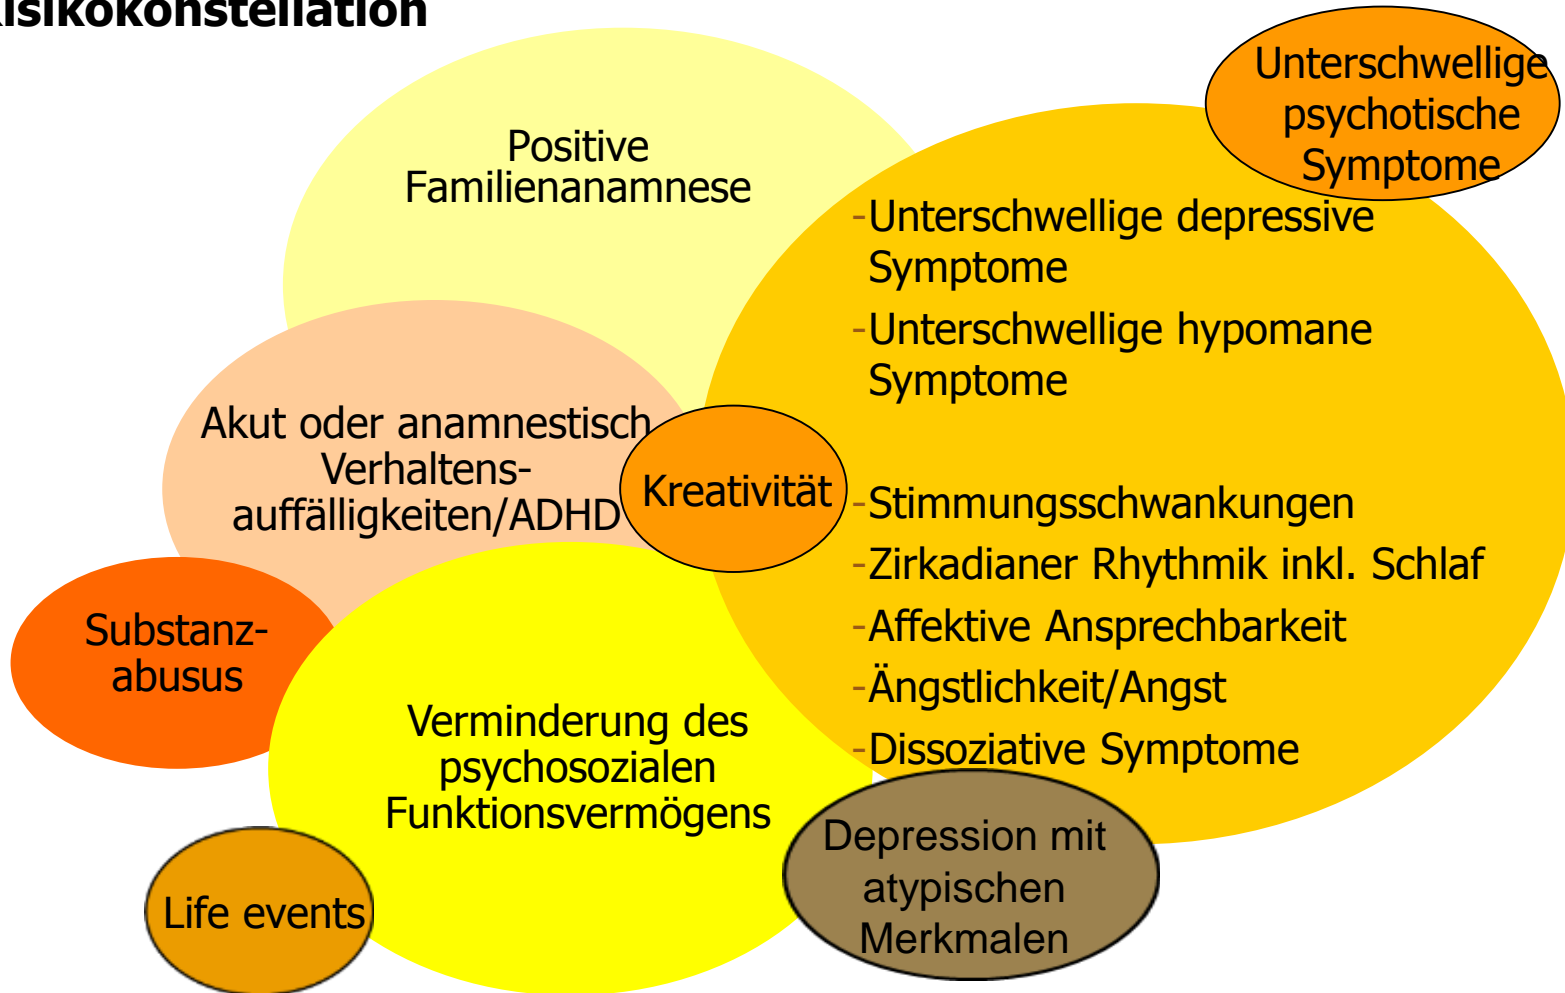 Risikokonstellation
Unterschwellige
psychotische
Symptome
Positive
Familienanamnese
-Unterschwellige depressive
Symptome
-Unterschwellige hypomane
Symptome
Akut oder anamnestisch
Verhaltens-
auffälligkeiten/ADHD
Kreativität
-Stimmungsschwankungen
-Zirkadianer Rhythmik inkl. Schlaf
-Affektive Ansprechbarkeit
-Ängstlichkeit/Angst
-Dissoziative Symptome
Substanz-
abusus
Verminderung des
psychosozialen
Funktionsvermögens
Depression mit
atypischen
Merkmalen
Life events